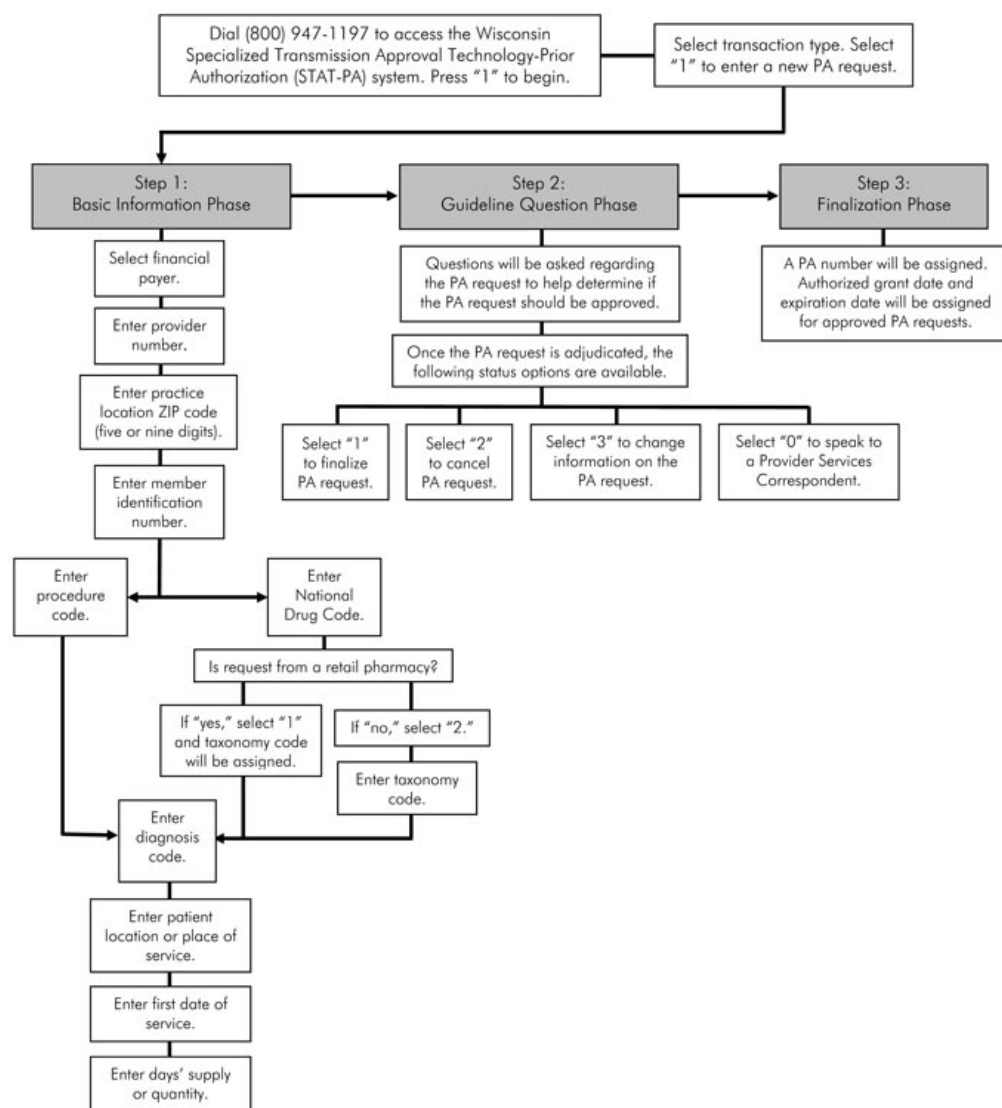 Dial (800) 947-1197 to access the Wisconsin
Specialized Transmission Approval Technology-Prior
Authorization (STAT-PA) system. Press “1” to begin.
Select transaction type. Select
“1” to enter a new PA request.
Step 1:
Basic Information Phase
Step 2:
Guideline Question Phase
Step 3:
Finalization Phase
Select financial
payer.
Enter provider
number.
Enter practice
location ZIP code
(five or nine digits).
Enter member
identification
number.
Questions will be asked regarding
the PA request to help determine if
the PA request should be approved.
Once the PA request is adjudicated, the
following status options are available.
Select “1”
to finalize
PA request.
Select “2”
to cancel
PA request.
Select “3” to change
information on the
PA request.
Select “0” to speak to
a Provider Services
Correspondent.
A PA number will be assigned.
Authorized grant date and
expiration date will be assigned
for approved PA requests.
Enter
procedure
code.
Enter
National
Drug Code.
Is request from a retail pharmacy?
If “yes,” select “1”
and taxonomy code
will be assigned.
If “no,” select “2.”
Enter taxonomy
code.
Enter
diagnosis
code.
Enter patient
location or place of
service.
Enter first date of
service.
Enter days’ supply
or quantity.